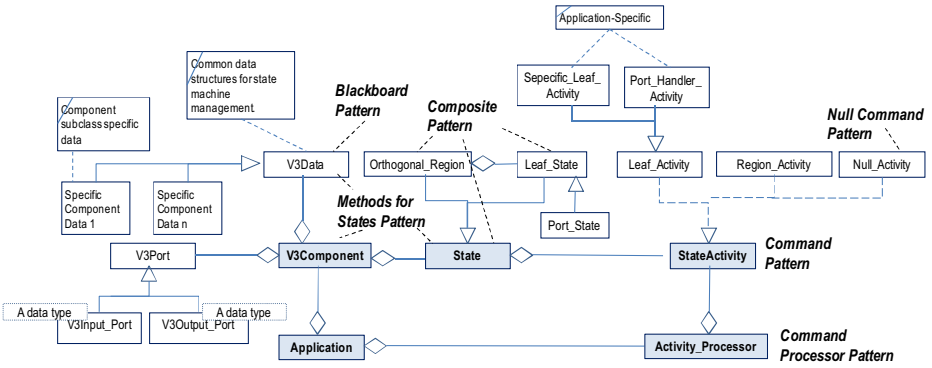 Application-Specific
Common data
structures for state
machine
management.
Blackboard
Pattern
Composite
Pattern
Sepecific_Leaf_
Activity
Port_Handler_
Activity
Null Command
Pattern
Component
subclass specific
data
V3Data
Orthogonal_Region
Leaf_State
Leaf_Activity
Region_Activity
Null_Activity
Specific
Component
Data 1
Specific
Component
Data n
Methods for
States Pattern
Port_State
V3Port
V3Component
State
StateActivity
Command
Pattern
A data type
A data type
V3Input_Port
V3Output_Port
Application
Activity_Processor
Command
Processor Pattern